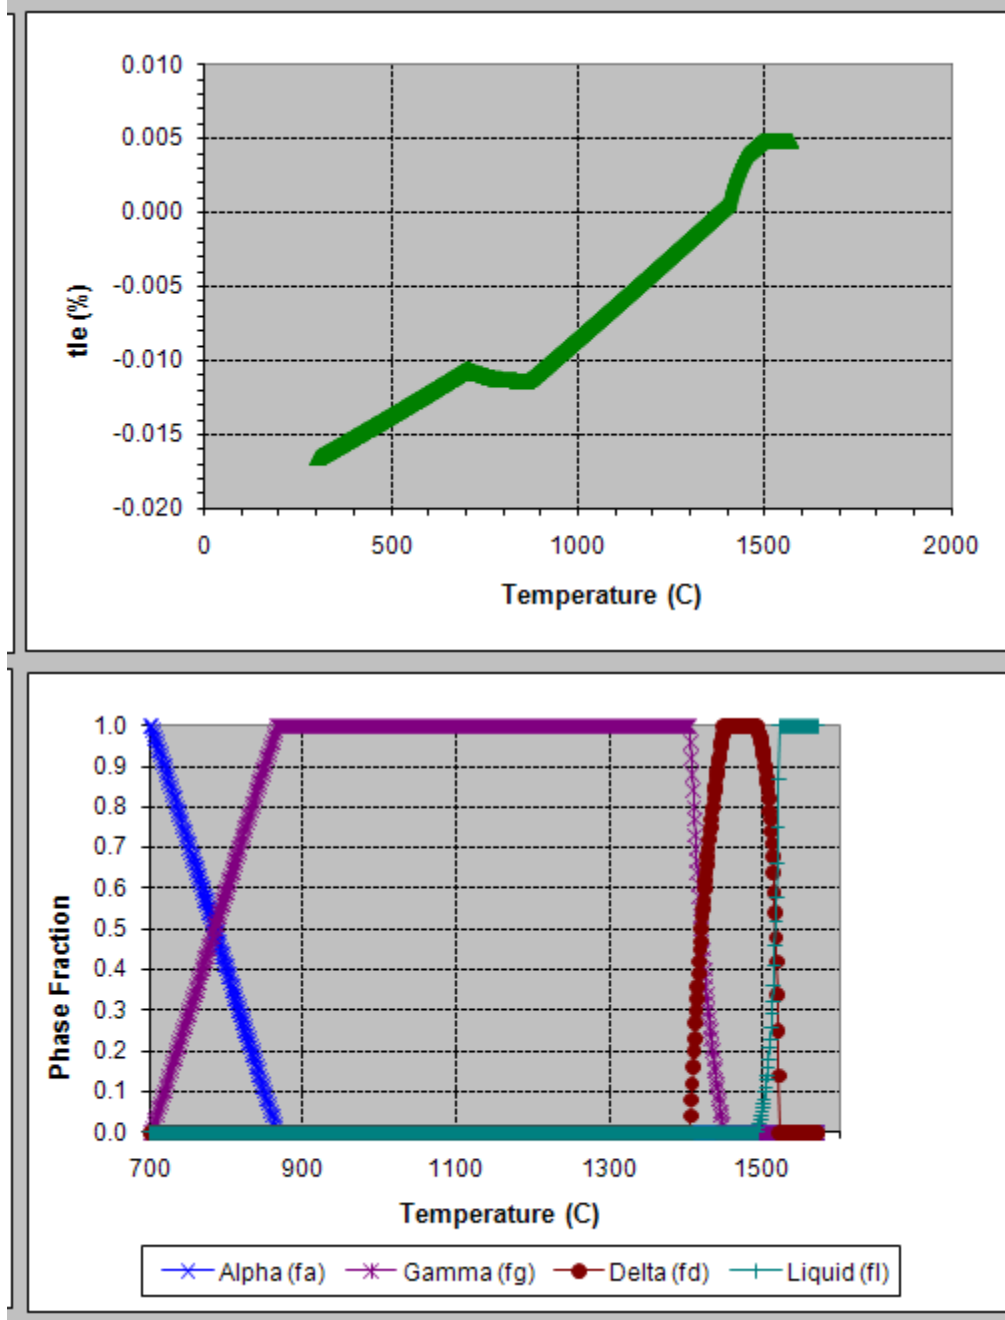 0.010
0.005
0.000
-0.005
-0.010
-0.015
-0.020
tle (%)
0 500 1000 1500 2000
Temperature (C)
1.0
0.9
0.8
0.7
0.6
0.5
0.4
0.3
0.2
0.1
0.0
Phase Fraction
700 900 1100 1300 1500
Temperature (C)
Alpha (fa) Gamma (fg) Delta (fd) Liquid (fl)